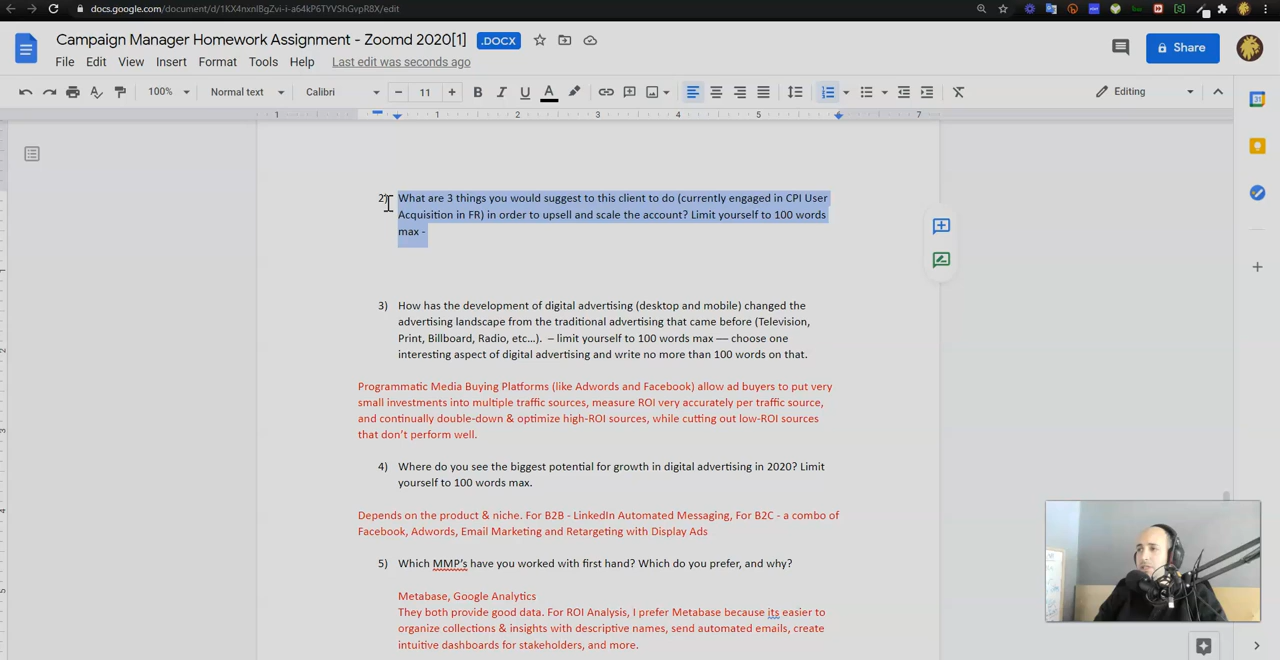 docs.google.com/document/d/1KX4nxnlBgZvi-i-a64kP6TYVShGvpR8X/edit
Campaign Manager Homework Assignment - Zoomd 2020[1]
.DOCX
Share
File Edit View Insert Format Tools Help Last edit was seconds ago
100% Normal text Calibri 11 Editing
1 1 2 3 4 5 7
2) What are 3 things you would suggest to this client to do (currently engaged in CPI User
Acquisition in FR) in order to upsell and scale the account? Limit yourself to 100 words
max -
3) How has the development of digital advertising (desktop and mobile) changed the
advertising landscape from the traditional advertising that came before (Television,
Print, Billboard, Radio, etc...). – limit yourself to 100 words max –– choose one
interesting aspect of digital advertising and write no more than 100 words on that.
Programmatic Media Buying Platforms (like Adwords and Facebook) allow ad buyers to put very
small investments into multiple traffic sources, measure ROI very accurately per traffic source,
and continually double-down & optimize high-ROI sources, while cutting out low-ROI sources
that don't perform well.
4) Where do you see the biggest potential for growth in digital advertising in 2020? Limit
yourself to 100 words max.
Depends on the product & niche. For B2B - LinkedIn Automated Messaging, For B2C - a combo of
Facebook, Adwords, Email Marketing and Retargeting with Display Ads
5) Which MMP's have you worked with first hand? Which do you prefer, and why?
Metabase, Google Analytics
They both provide good data. For ROI Analysis, I prefer Metabase because its easier to
organize collections & insights with descriptive names, send automated emails, create
intuitive dashboards for stakeholders, and more.